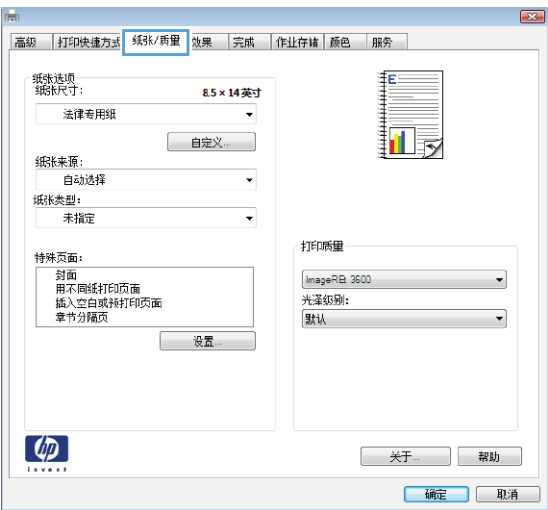 高级 打印快捷方式 纸张/质量 效果 完成 作业存储 颜色 服务
纸张选项
纸张尺寸: 8.5 × 14 英寸
法律专用纸
自定义...
纸张来源:
自动选择
纸张类型:
未指定
特殊页面:
封面
用不同纸打印页面
插入空白或预打印页面
章节分隔页
设置...
E
打印质量
ImageREt 3600
光泽级别:
默认
hp
invent
关于... 帮助
确定 取消